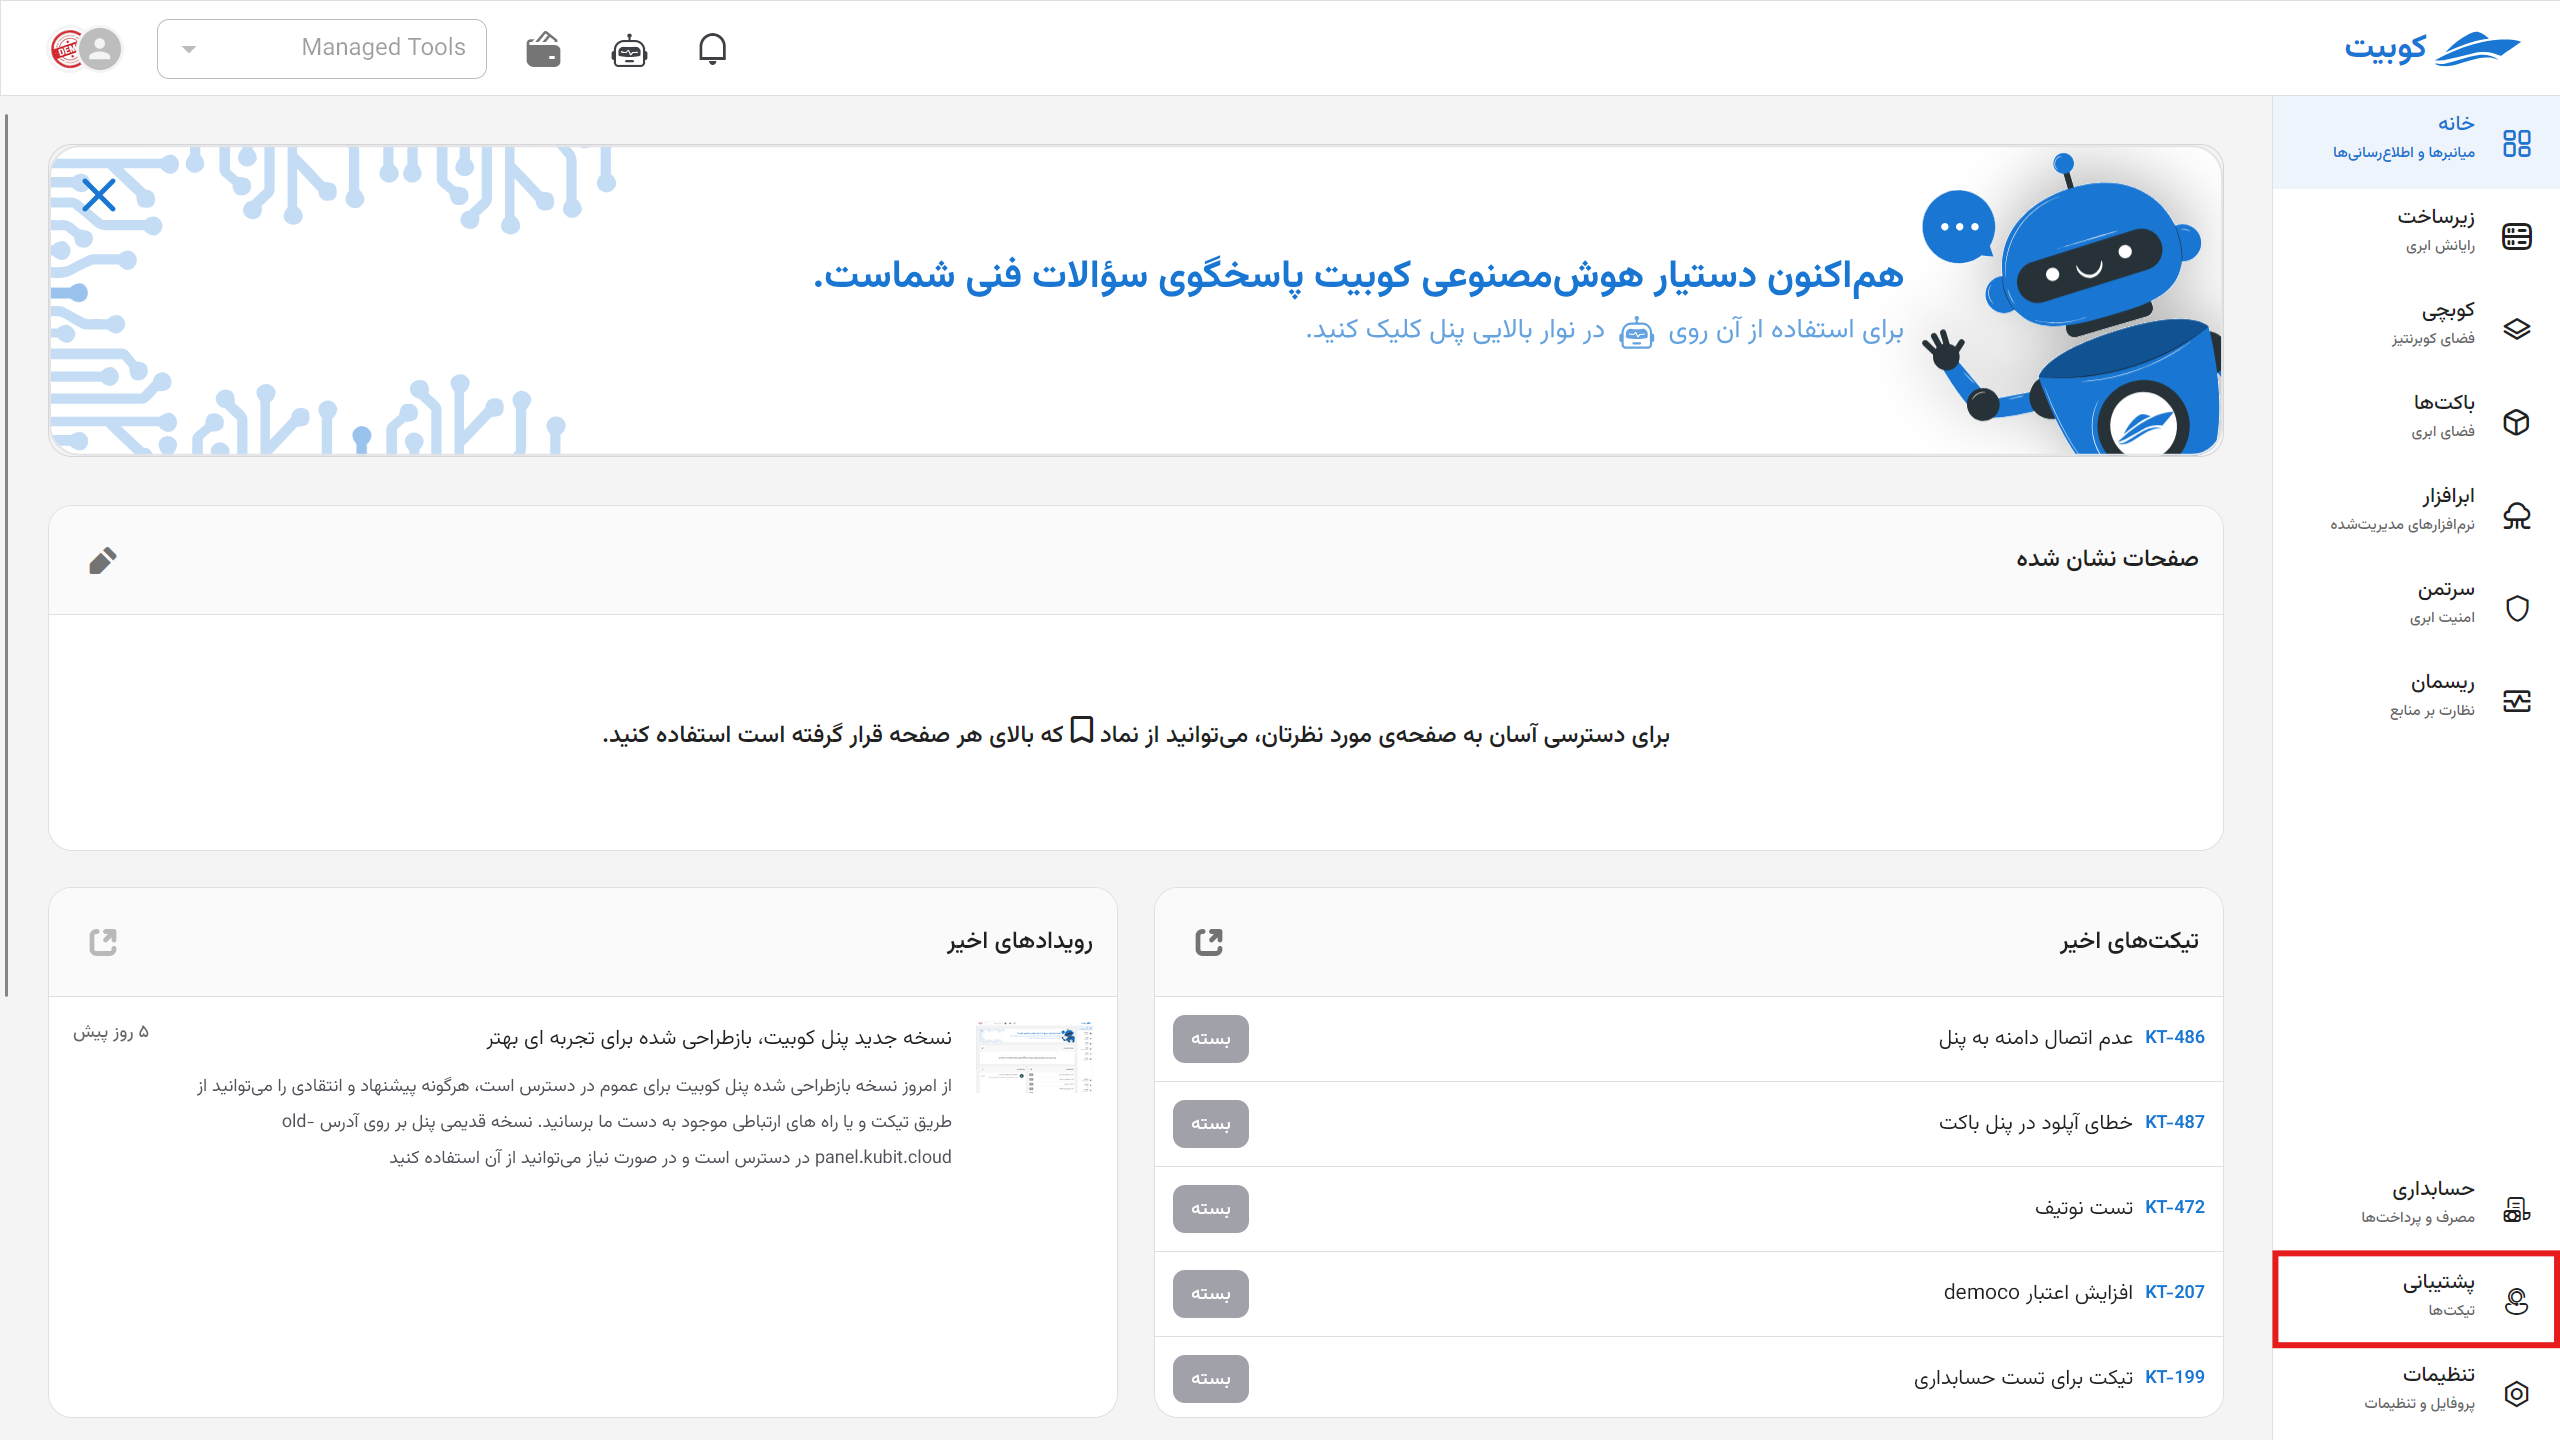 کوبیت
Managed Tools
خانه
میانبرها و اطلاع‌رسانی‌ها
زیرساخت
رایانش ابری
کوبچی
فضای کوبرنتیز
باکت‌ها
فضای ابری
ابرافزار
نرم‌افزارهای مدیریت‌شده
سرتمن
امنیت ابری
ریسمان
نظارت بر منابع
حسابداری
مصرف و پرداخت‌ها
پشتیبانی
تیکت‌ها
تنظیمات
پروفایل و تنظیمات
هم‌اکنون دستیار هوش‌مصنوعی کوبیت پاسخگوی سؤالات فنی شماست.
برای استفاده از آن روی در نوار بالایی پنل کلیک کنید.
صفحات نشان شده
برای دسترسی آسان به صفحه‌ی مورد نظرتان، می‌توانید از نماد که بالای هر صفحه قرار گرفته است استفاده کنید.
تیکت‌های اخیر
KT-486 عدم اتصال دامنه به پنل بسته
KT-487 خطای آپلود در پنل باکت بسته
KT-472 تست نوتیف بسته
KT-207 افزایش اعتبار democo بسته
KT-199 تیکت برای تست حسابداری بسته
رویدادهای اخیر
نسخه جدید پنل کوبیت، بازطراحی شده برای تجربه ای بهتر ۵ روز پیش
از امروز نسخه بازطراحی شده پنل کوبیت برای عموم در دسترس است، هرگونه پیشنهاد و انتقادی را می‌توانید از
طریق تیکت و یا راه های ارتباطی موجود به دست ما برسانید. نسخه قدیمی پنل بر روی آدرس old-
panel.kubit.cloud در دسترس است و در صورت نیاز می‌توانید از آن استفاده کنید